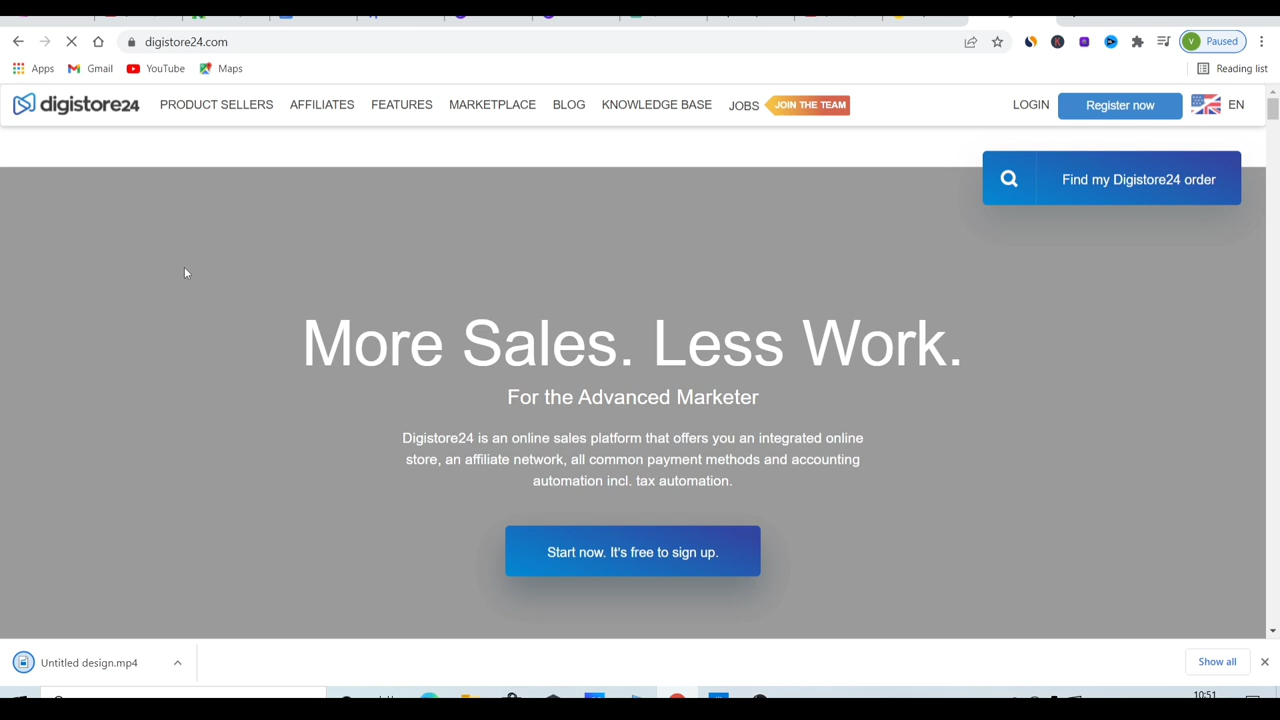 digistore24.com
V Paused
Apps Gmail YouTube Maps Reading list
digistore24 PRODUCT SELLERS AFFILIATES FEATURES MARKETPLACE BLOG KNOWLEDGE BASE JOBS JOIN THE TEAM LOGIN Register now EN
Find my Digistore24 order
More Sales. Less Work.
For the Advanced Marketer
Digistore24 is an online sales platform that offers you an integrated online
store, an affiliate network, all common payment methods and accounting
automation incl. tax automation.
Start now. It's free to sign up.
Untitled design.mp4 Show all
10:51